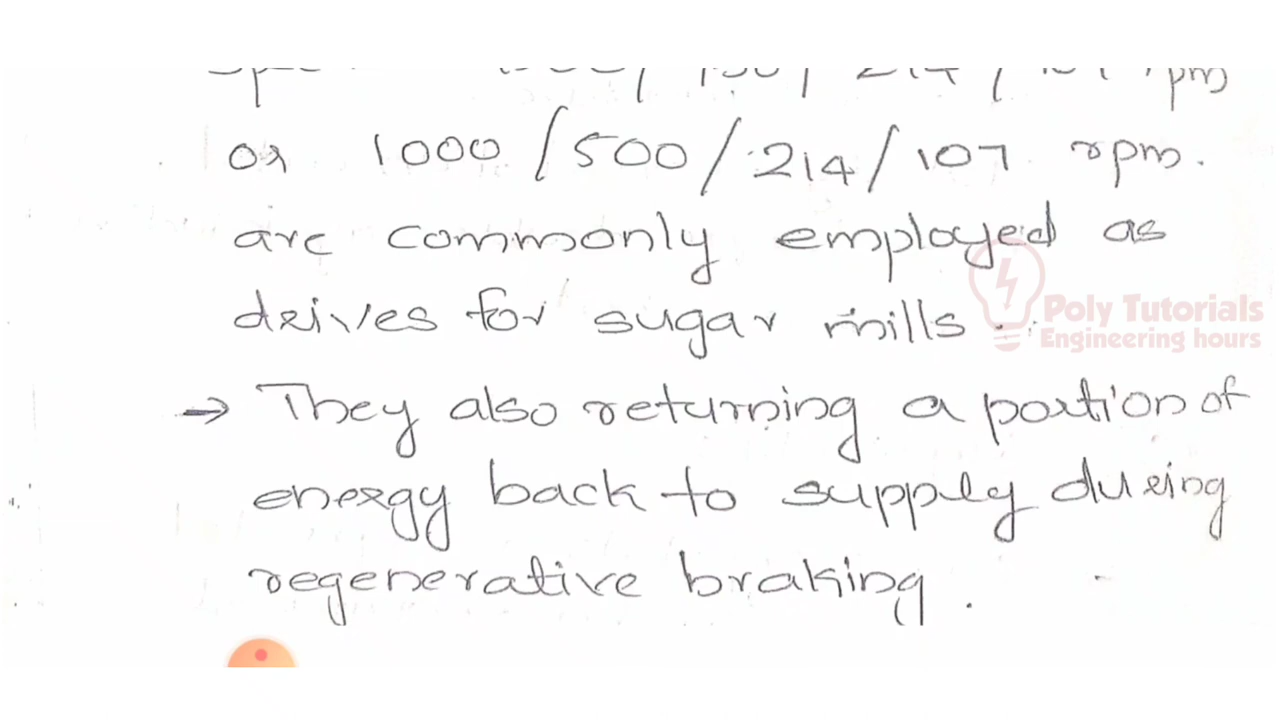 rpm
or 1000/500/214/107 rpm.
are commonly employed as
drives for sugar mills.
Poly Tutorials
Engineering hours
→ They also returning a portion of
energy back to supply during
regenerative braking.